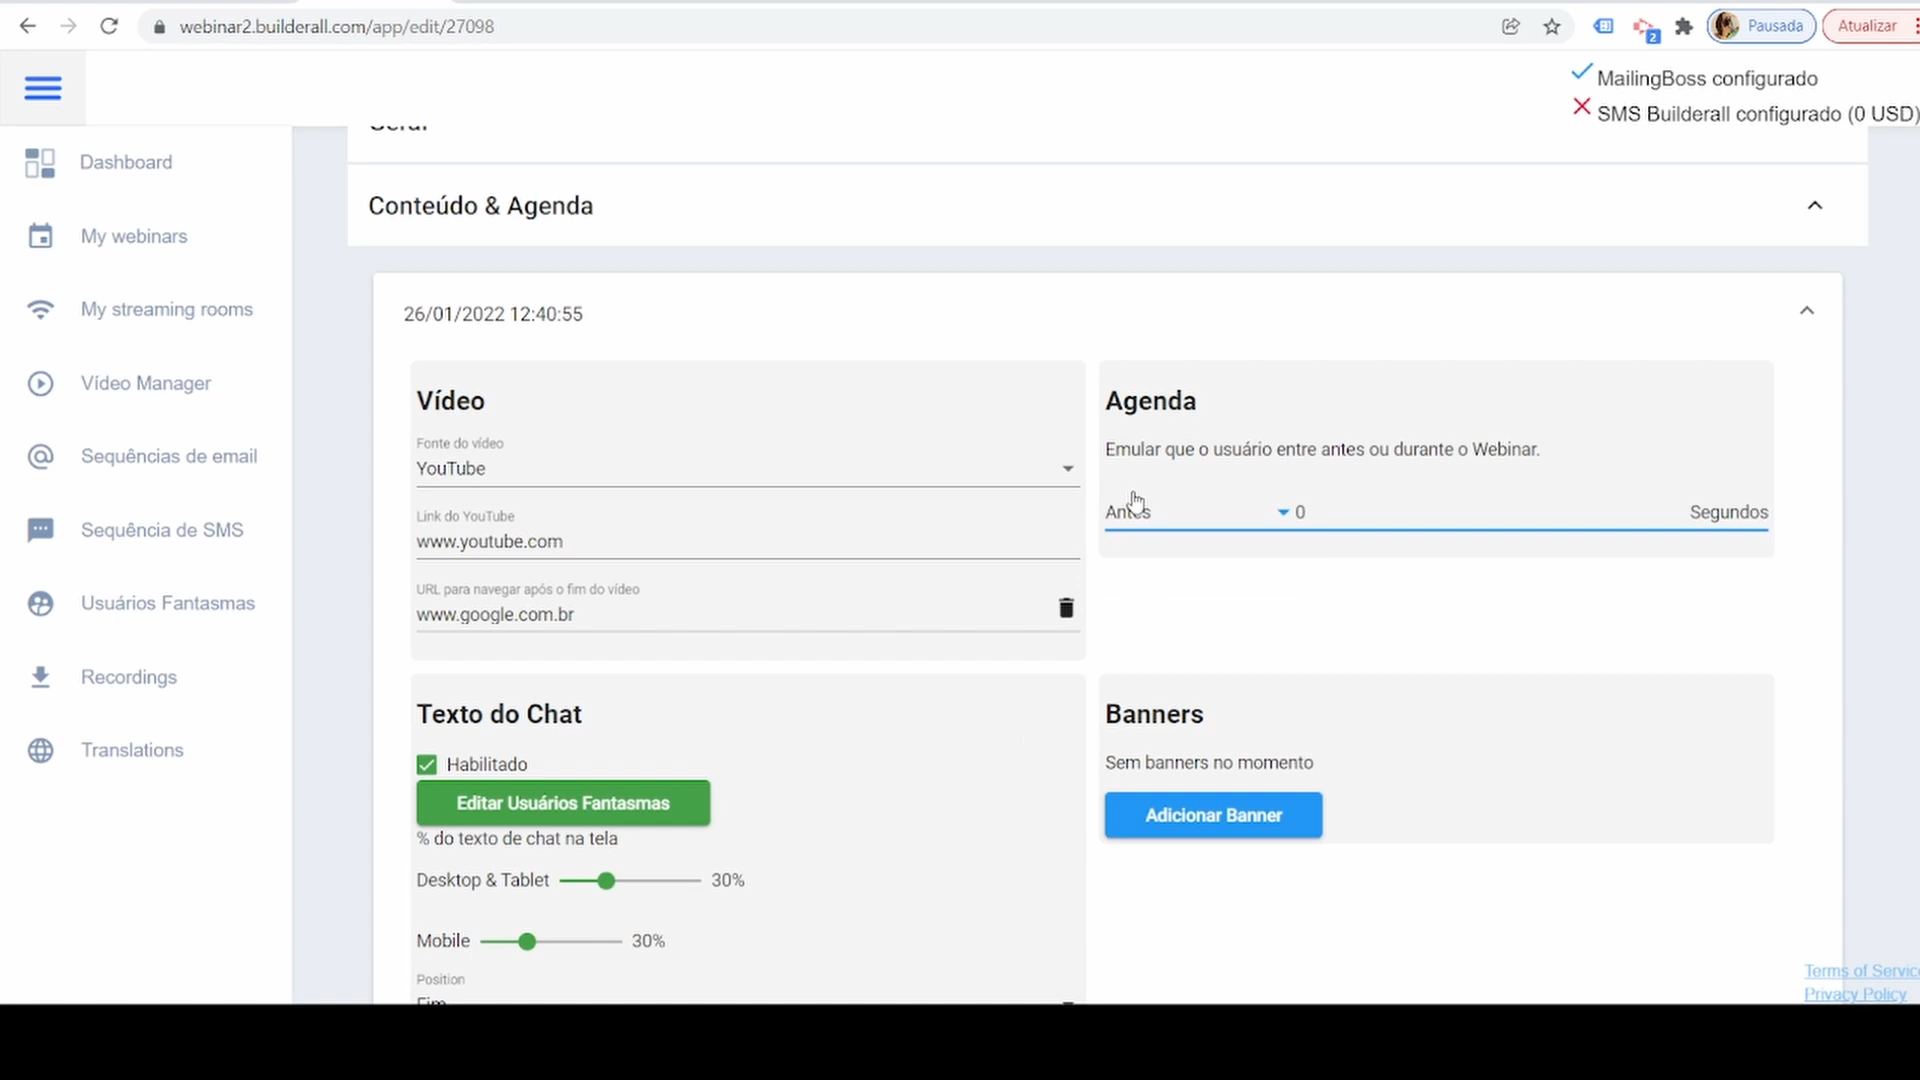 webinar2.builderall.com/app/edit/27098
2
Pausada
Atualizar
MailingBoss configurado
SMS Builderall configurado (0 USD)
Geral
Conteúdo & Agenda
Dashboard
My webinars
My streaming rooms
Vídeo Manager
Sequências de email
Sequência de SMS
Usuários Fantasmas
Recordings
Translations
26/01/2022 12:40:55
Vídeo
Fonte do vídeo
YouTube
Link do YouTube
www.youtube.com
URL para navegar após o fim do vídeo
www.google.com.br
Agenda
Emular que o usuário entre antes ou durante o Webinar.
Antes 0 Segundos
Texto do Chat
Habilitado
Editar Usuários Fantasmas
% do texto de chat na tela
Desktop & Tablet 30%
Mobile 30%
Position
Fim
Banners
Sem banners no momento
Adicionar Banner
Terms of Service
Privacy Policy